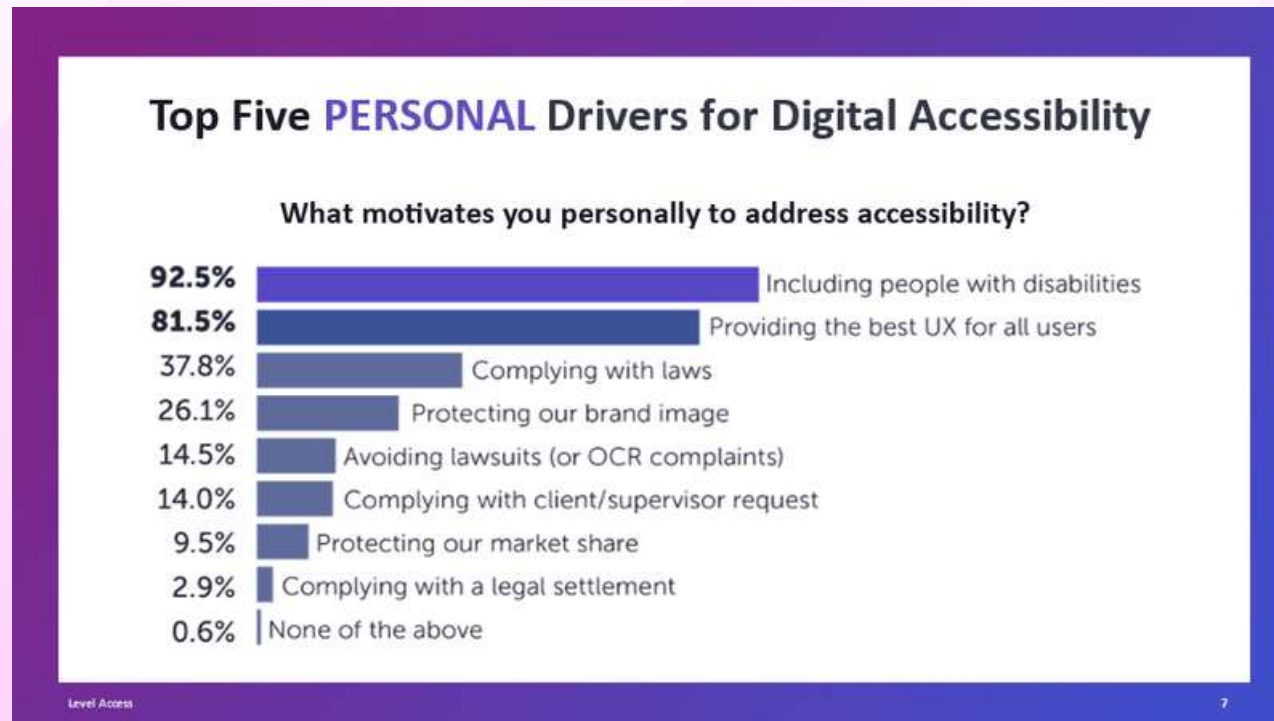 Top Five PERSONAL Drivers for Digital Accessibility
What motivates you personally to address accessibility?
92.5% Including people with disabilities
81.5% Providing the best UX for all users
37.8% Complying with laws
26.1% Protecting our brand image
14.5% Avoiding lawsuits (or OCR complaints)
14.0% Complying with client/supervisor request
9.5% Protecting our market share
2.9% Complying with a legal settlement
0.6% None of the above
Level Access 7